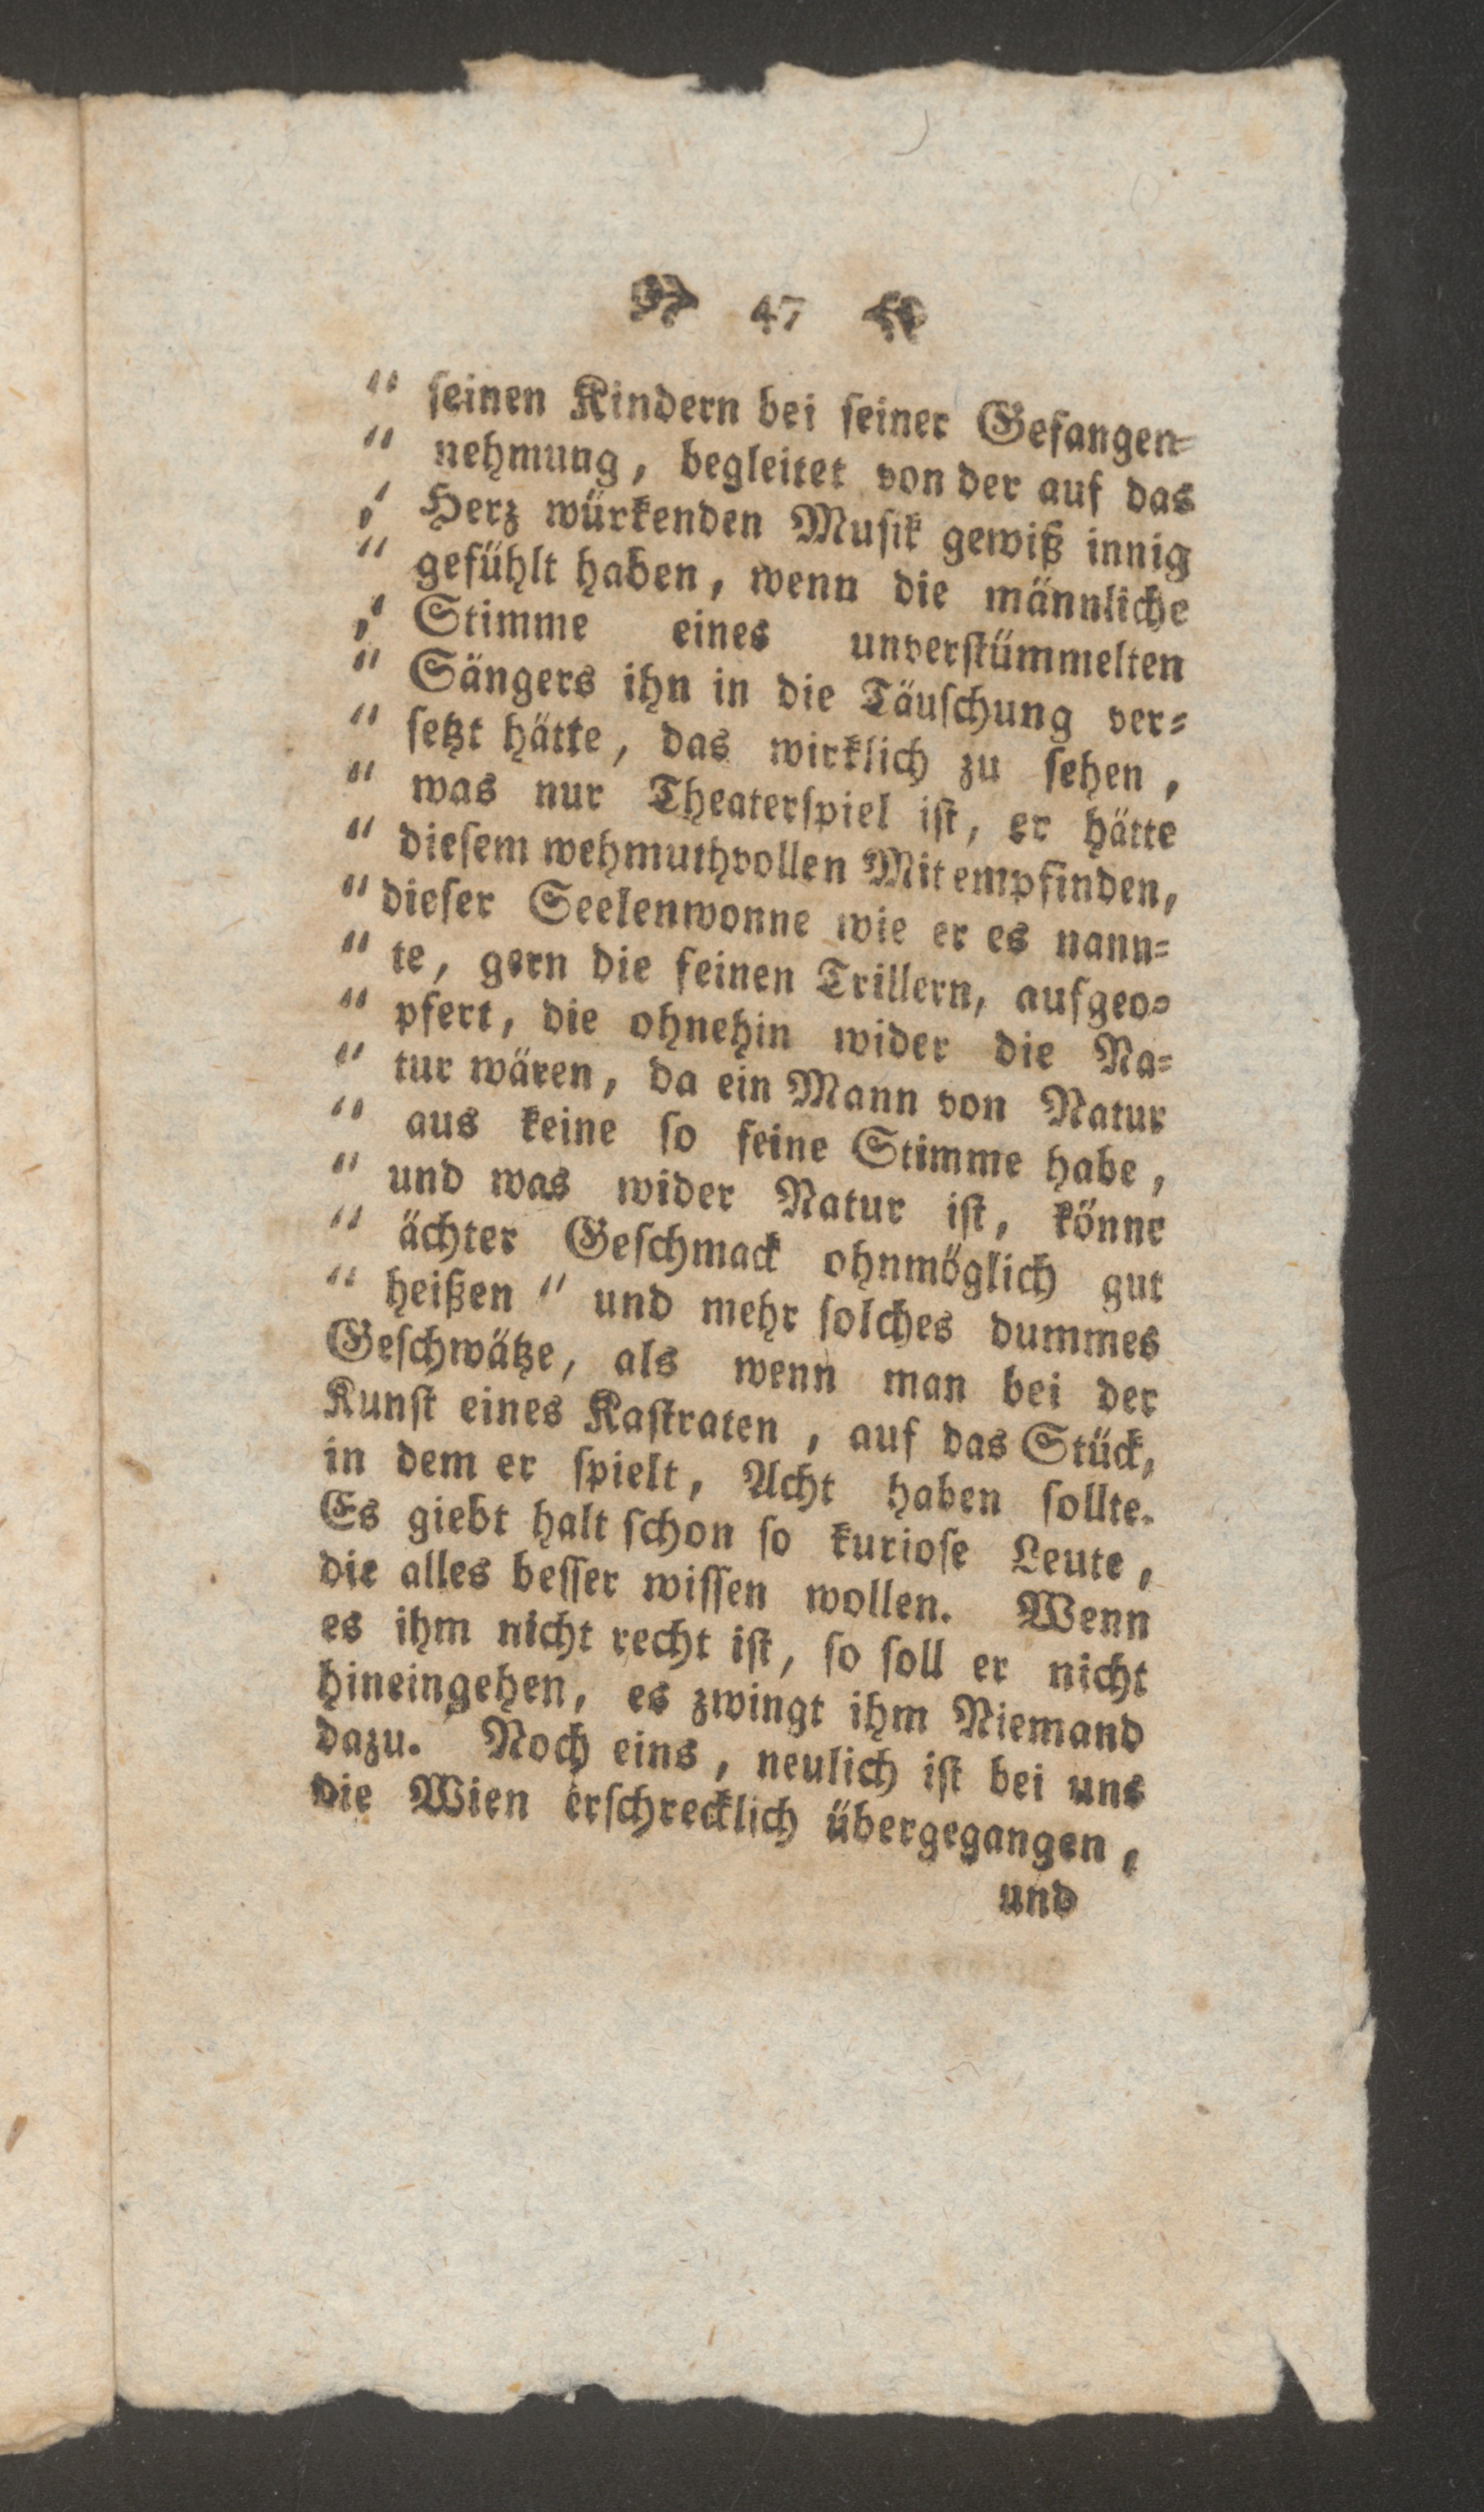 47
“ seinen Kindern bei seiner Gefangen-
“ nehmung, begleitet von der auf das
„ Herz würkenden Musik gewiß innig
“ gefühlt haben, wenn die männliche
„ Stimme eines unverstümmelten
“ Sängers ihn in die Täuschung ver-
“ setzt hätte, das wirklich zu sehen,
“ was nur Theaterspiel ist, er hätte
“ diesem wehmuthvollen Mitempfinden,
“ dieser Seelenwonne wie er es nann-
“ te, gern die feinen Trillern, aufgeo-
“ pfert, die ohnehin wider die Na-
“ tur wären, da ein Mann von Natur
“ aus keine so feine Stimme habe,
“ und was wider Natur ist, könne
“ ächter Geschmack ohnmöglich gut
“ heißen “ und mehr solches dummes
Geschwätze, als wenn man bei der
Kunst eines Kastraten, auf das Stück,
in dem er spielt, Acht haben sollte.
Es giebt halt schon so kuriose Leute,
die alles besser wissen wollen. Wenn
es ihm nicht recht ist, so soll er nicht
hineingehen, es zwingt ihm Niemand
dazu. Noch eins, neulich ist bei uns
die Wien erschrecklich übergegangen,
und